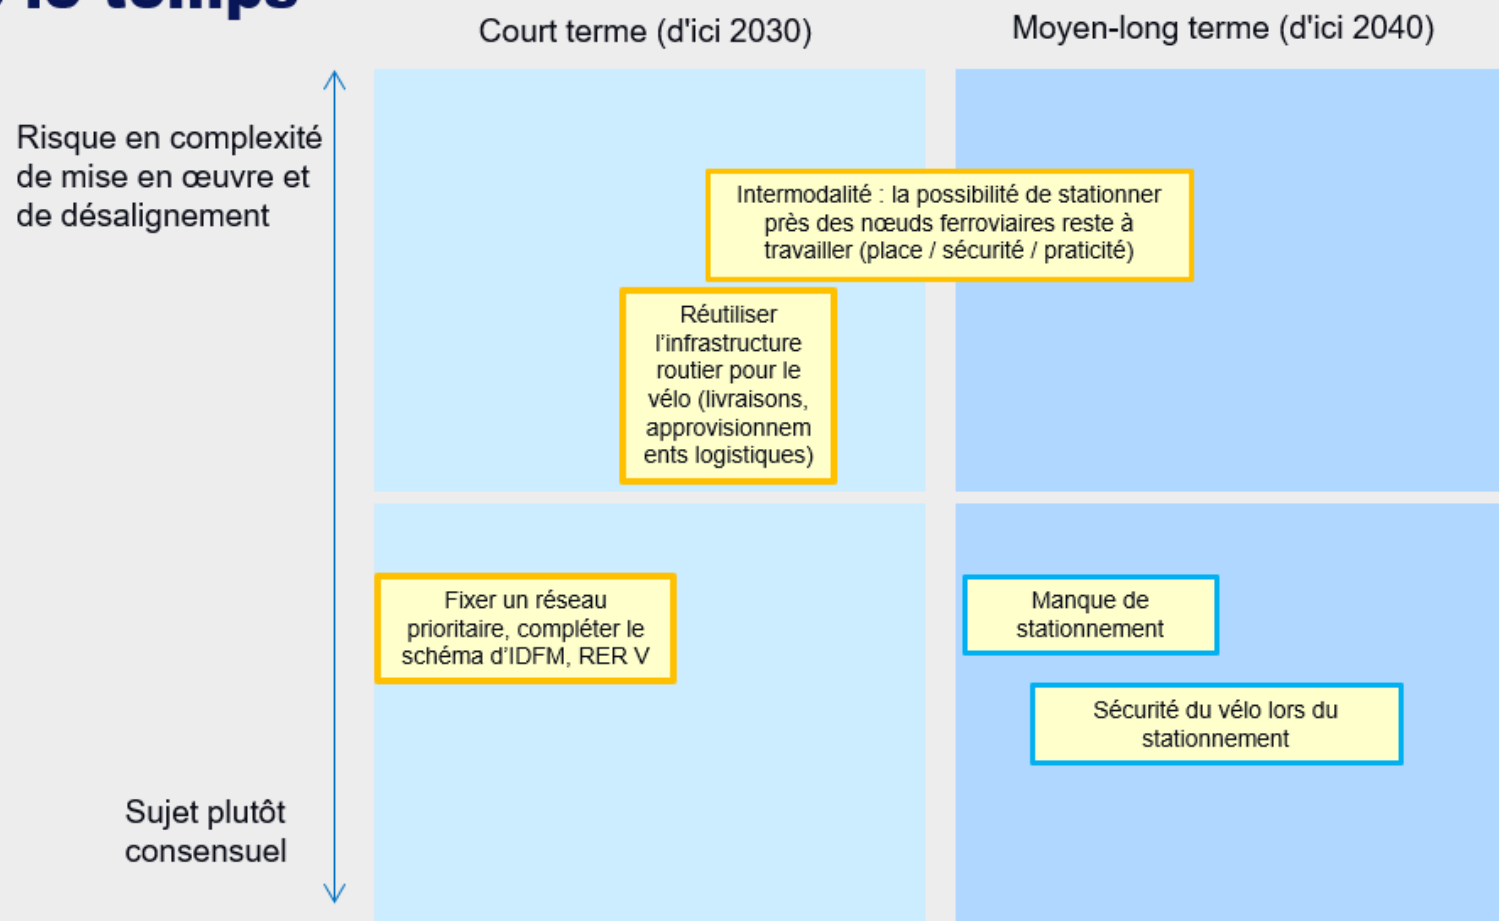 le temps
Court terme (d'ici 2030)
Moyen-long terme (d'ici 2040)
Risque en complexité
de mise en œuvre et
de désalignement
Intermodalité : la possibilité de stationner
près des nœuds ferroviaires reste à
travailler (place / sécurité / praticité)
Réutiliser
l'infrastructure
routier pour le
vélo (livraisons,
approvisionnem
ents logistiques)
Fixer un réseau
prioritaire, compléter le
schéma d'IDFM, RER V
Manque de
stationnement
Sécurité du vélo lors du
stationnement
Sujet plutôt
consensuel